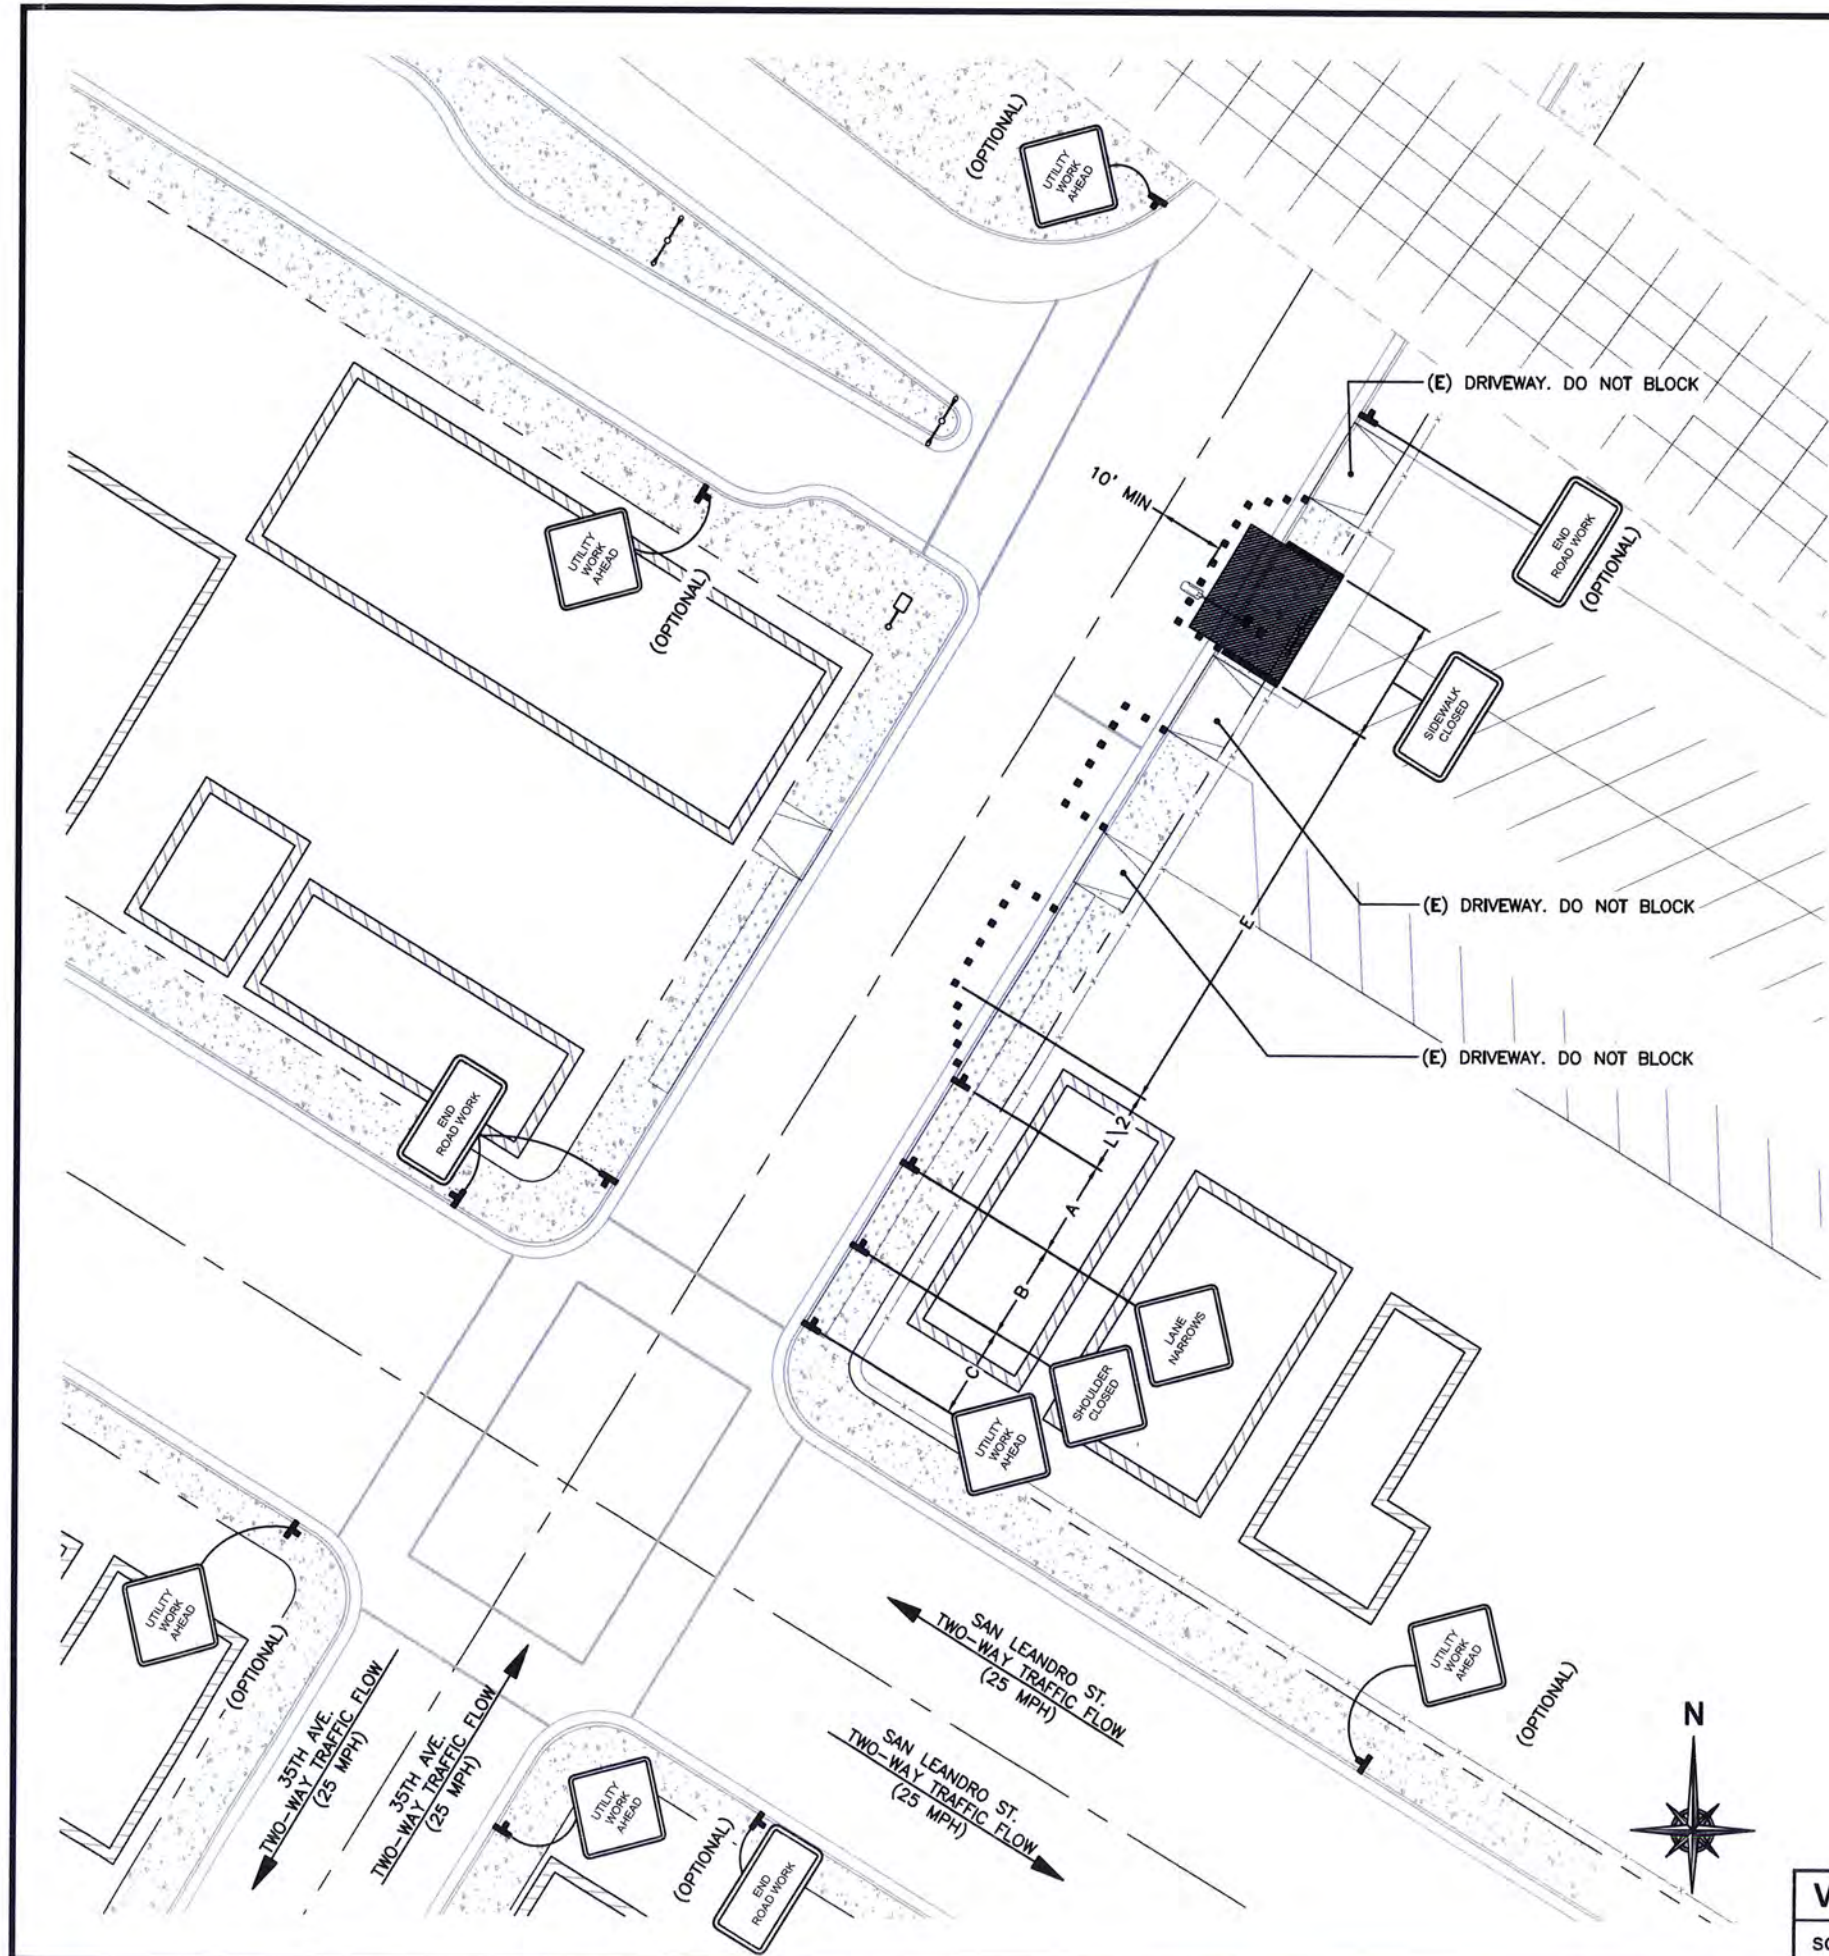 (OPTIONAL)
UTILITY
WORK
AHEAD
(E) DRIVEWAY. DO NOT BLOCK
10' MIN
END
ROAD WORK
(OPTIONAL)
UTILITY
WORK
AHEAD
(OPTIONAL)
SIDEWALK
CLOSED
(E) DRIVEWAY. DO NOT BLOCK
E
(E) DRIVEWAY. DO NOT BLOCK
END
ROAD WORK
L\2
A
B
C
LANE
NARROWS
SHOULDER
CLOSED
UTILITY
WORK
AHEAD
UTILITY
WORK
AHEAD
(OPTIONAL)
35TH AVE.
TWO-WAY TRAFFIC FLOW
(25 MPH)
35TH AVE.
TWO-WAY TRAFFIC FLOW
(25 MPH)
SAN LEANDRO ST.
TWO-WAY TRAFFIC FLOW
(25 MPH)
SAN LEANDRO ST.
TWO-WAY TRAFFIC FLOW
(25 MPH)
UTILITY
WORK
AHEAD
(OPTIONAL)
UTILITY
WORK
AHEAD
(OPTIONAL)
END
ROAD WORK
N